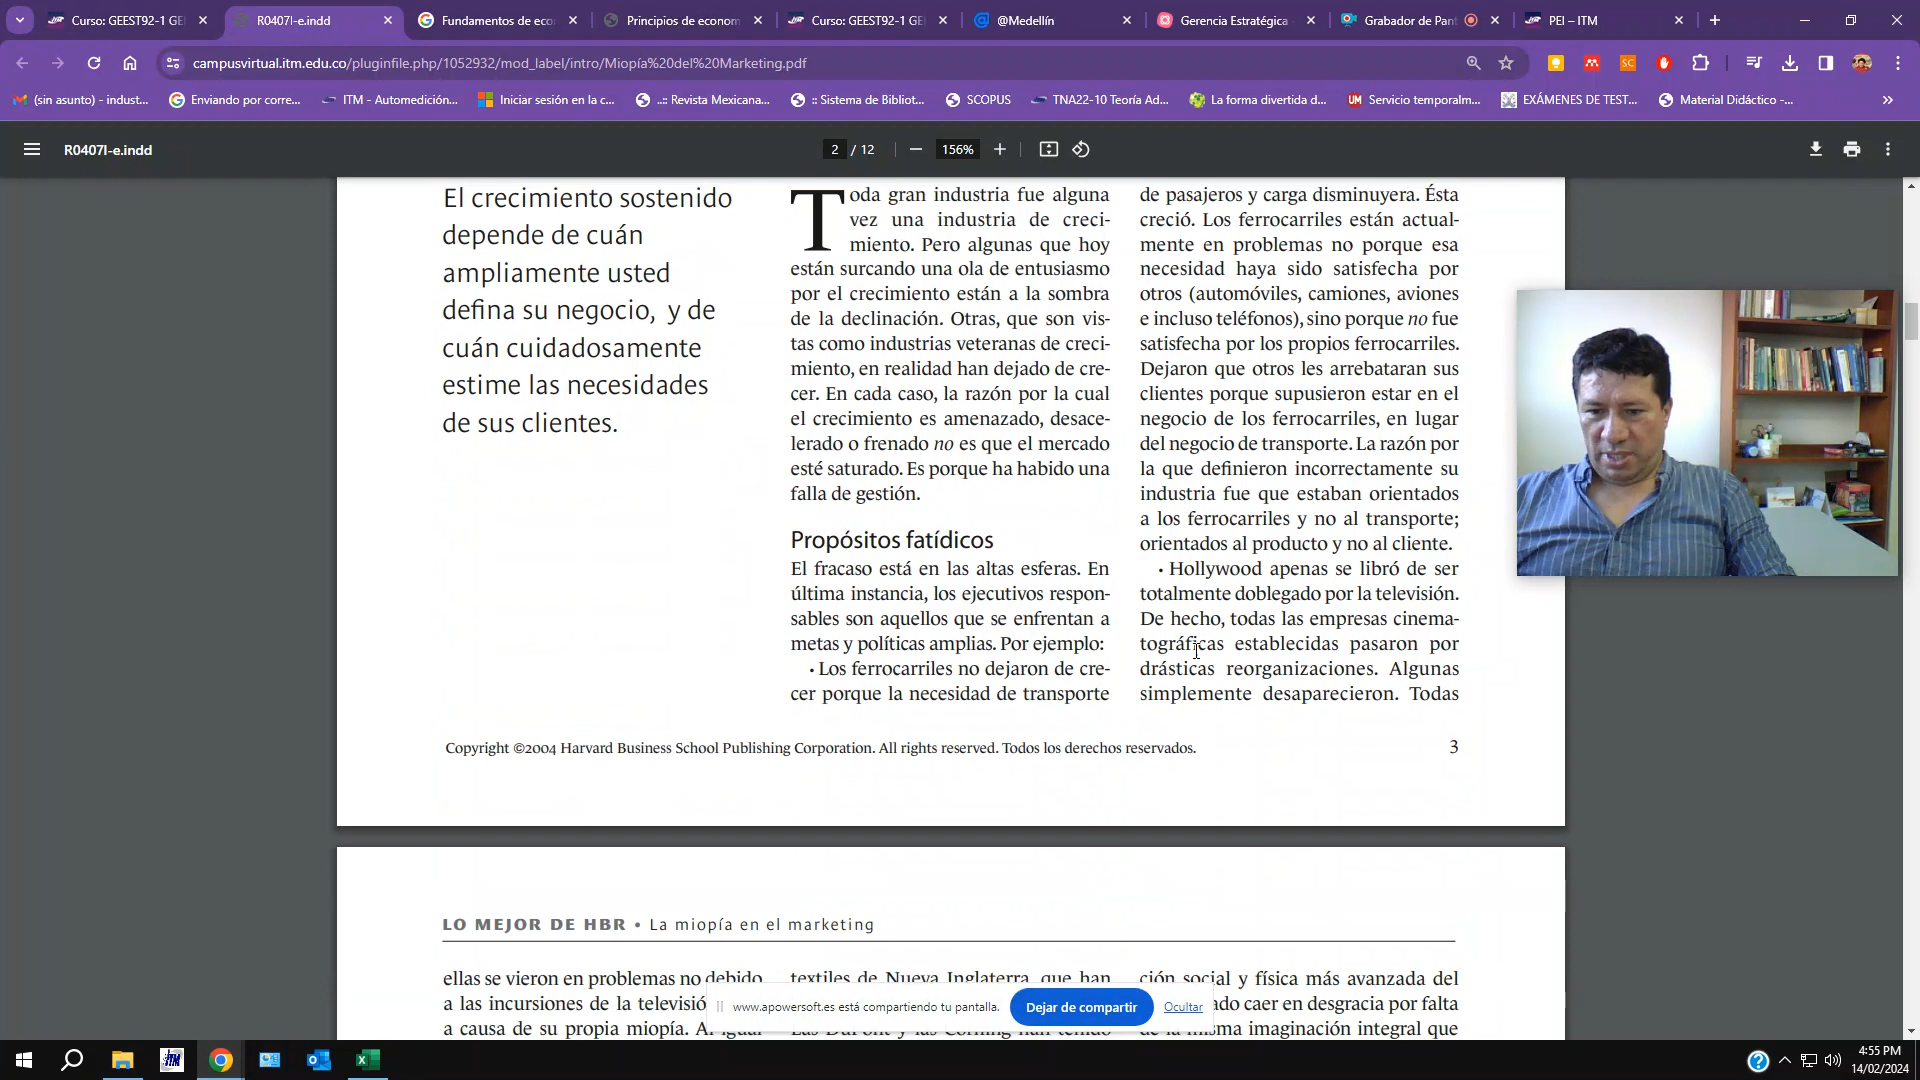 Curso: GEEST92-1 GE
R0407l-e.indd
Fundamentos de eco
Principios de econom
Curso: GEEST92-1 GE
@Medellín
Gerencia Estratégica
Grabador de Pant
PEI – ITM
campusvirtual.itm.edu.co/pluginfile.php/1052932/mod_label/intro/Miopía%20del%20Marketing.pdf
(sin asunto) - indust...
Enviando por corre...
ITM - Automedición...
Iniciar sesión en la c...
..:: Revista Mexicana...
:: Sistema de Bibliot...
SCOPUS
TNA22-10 Teoría Ad...
La forma divertida d...
Servicio temporalm...
EXÁMENES DE TEST...
Material Didáctico -...
R0407l-e.indd
2 / 12
156%
El crecimiento sostenido
depende de cuán
ampliamente usted
defina su negocio, y de
cuán cuidadosamente
estime las necesidades
de sus clientes.
Toda gran industria fue alguna
vez una industria de creci-
miento. Pero algunas que hoy
están surcando una ola de entusiasmo
por el crecimiento están a la sombra
de la declinación. Otras, que son vis-
tas como industrias veteranas de creci-
miento, en realidad han dejado de cre-
cer. En cada caso, la razón por la cual
el crecimiento es amenazado, desace-
lerado o frenado no es que el mercado
esté saturado. Es porque ha habido una
falla de gestión.
Propósitos fatídicos
El fracaso está en las altas esferas. En
última instancia, los ejecutivos respon-
sables son aquellos que se enfrentan a
metas y políticas amplias. Por ejemplo:
• Los ferrocarriles no dejaron de cre-
cer porque la necesidad de transporte
de pasajeros y carga disminuyera. Ésta
creció. Los ferrocarriles están actual-
mente en problemas no porque esa
necesidad haya sido satisfecha por
otros (automóviles, camiones, aviones
e incluso teléfonos), sino porque no fue
satisfecha por los propios ferrocarriles.
Dejaron que otros les arrebataran sus
clientes porque supusieron estar en el
negocio de los ferrocarriles, en lugar
del negocio de transporte. La razón por
la que definieron incorrectamente su
industria fue que estaban orientados
a los ferrocarriles y no al transporte;
orientados al producto y no al cliente.
• Hollywood apenas se libró de ser
totalmente doblegado por la televisión.
De hecho, todas las empresas cinema-
tográficas establecidas pasaron por
drásticas reorganizaciones. Algunas
simplemente desaparecieron. Todas
Copyright ©2004 Harvard Business School Publishing Corporation. All rights reserved. Todos los derechos reservados.
3
LO MEJOR DE HBR • La miopía en el marketing
ellas se vieron en problemas no debido
a las incursiones de la televisió
a causa de su propia miopía. Al igual
textiles de Nueva Inglaterra, que han
Las DuPont y las Corning han tenido
ción social y física más avanzada del
ado caer en desgracia por falta
de la misma imaginación integral que
www.apowersoft.es está compartiendo tu pantalla.
Dejar de compartir
Ocultar
4:55 PM
14/02/2024